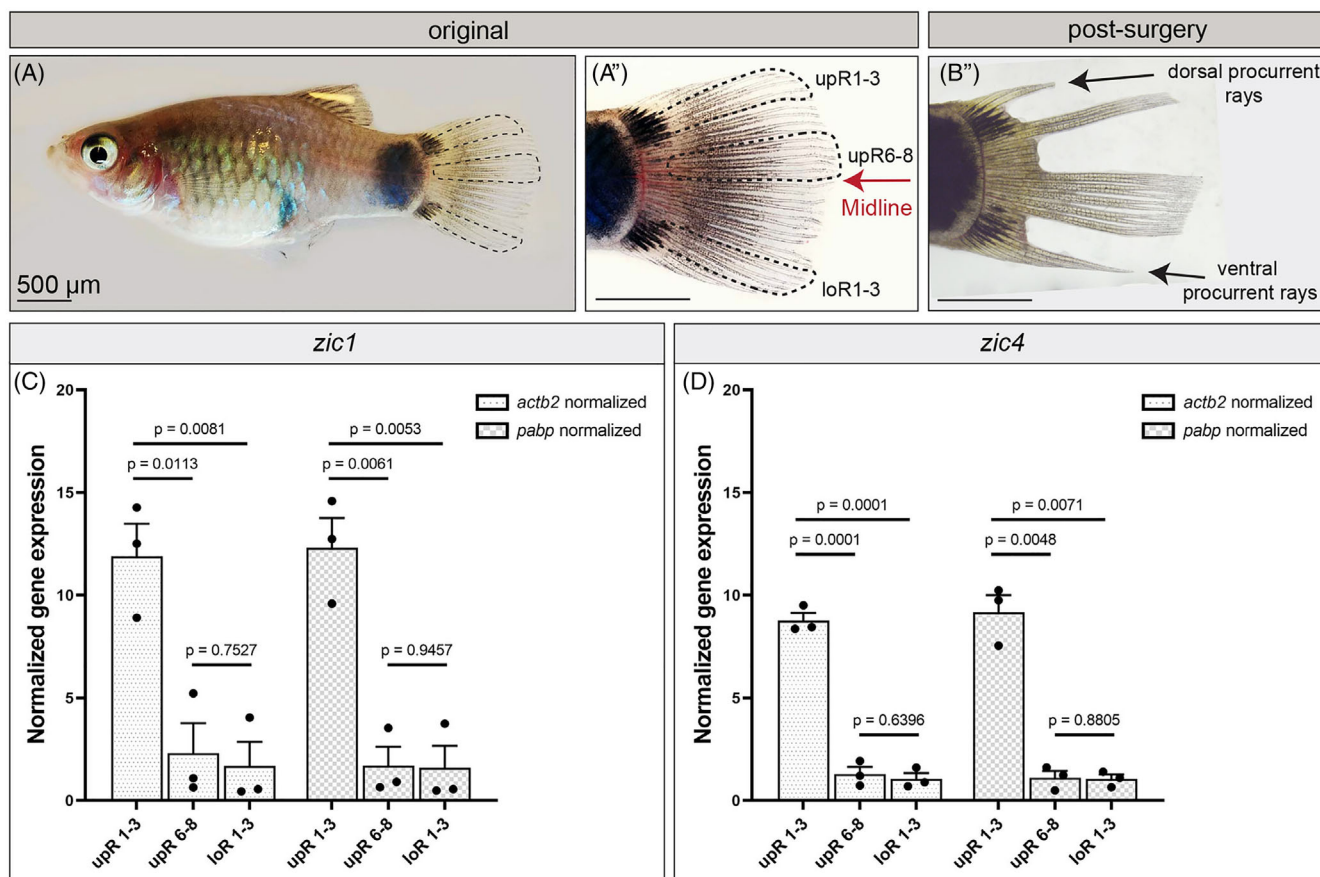 original
post-surgery
(A)
500 µm
(A")
upR1-3
upR6-8
Midline
loR1-3
(B")
dorsal procurrent
rays
ventral
procurrent rays
zic1
(C)
Normalized gene expression
20
15
10
5
0
actb2 normalized
pabp normalized
p = 0.0081
p = 0.0113
p = 0.7527
p = 0.0053
p = 0.0061
p = 0.9457
upR 1-3
upR 6-8
loR 1-3
upR 1-3
upR 6-8
loR 1-3
zic4
(D)
Normalized gene expression
20
15
10
5
0
actb2 normalized
pabp normalized
p = 0.0001
p = 0.0001
p = 0.6396
p = 0.0071
p = 0.0048
p = 0.8805
upR 1-3
upR 6-8
loR 1-3
upR 1-3
upR 6-8
loR 1-3